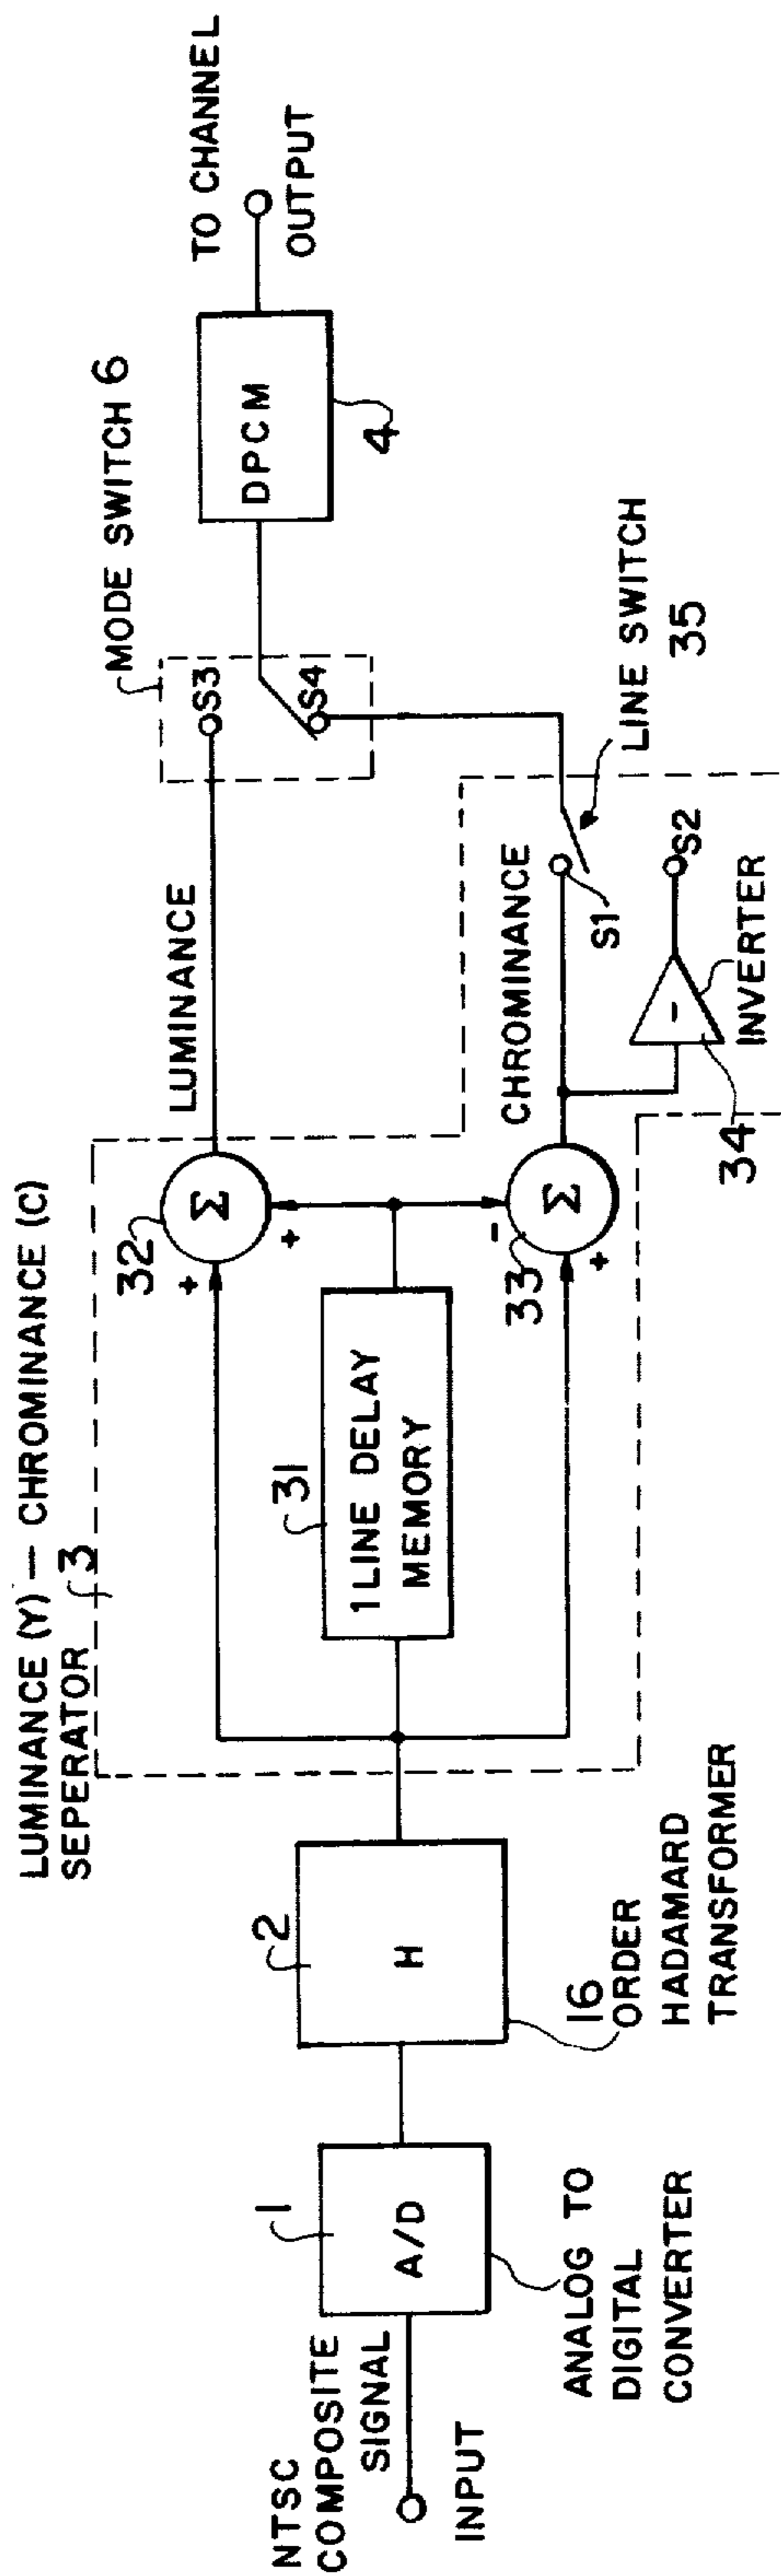 NTSC
COMPOSITE
SIGNAL
INPUT
1
A/D
ANALOG TO
DIGITAL
CONVERTER
2
H
16 ORDER
HADAMARD
TRANSFORMER
LUMINANCE (Y) — CHROMINANCE (C)
SEPERATOR 3
31
1 LINE DELAY
MEMORY
32
Σ
+
+
33
Σ
-
+
LUMINANCE
CHROMINANCE
34
-
INVERTER
S1
S2
LINE SWITCH
35
MODE SWITCH 6
S3
S4
DPCM
4
TO CHANNEL
OUTPUT